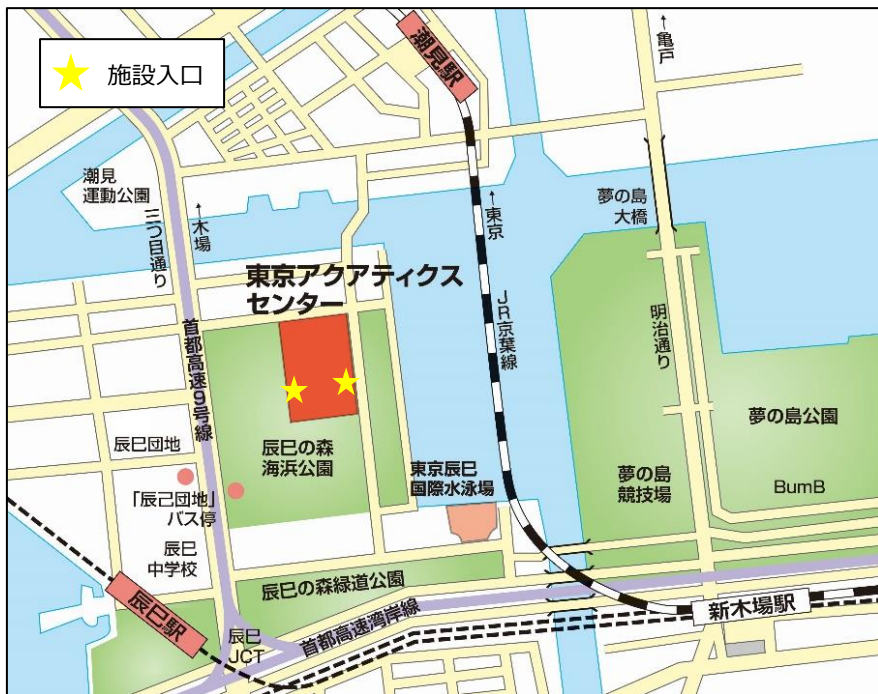 施設入口
潮見駅
↑亀戸
潮見
運動公園
三つ目通り
↑木場
↑東京
夢の島
大橋
東京アクアティクス
センター
JR京葉線
明治通り
首都高速9号線
夢の島公園
辰巳団地
辰巳の森
海浜公園
東京辰巳
国際水泳場
夢の島
競技場
BumB
「辰己団地」
バス停
辰巳
中学校
辰巳の森緑道公園
辰巳駅
首都高速湾岸線
新木場駅
辰巳
JCT